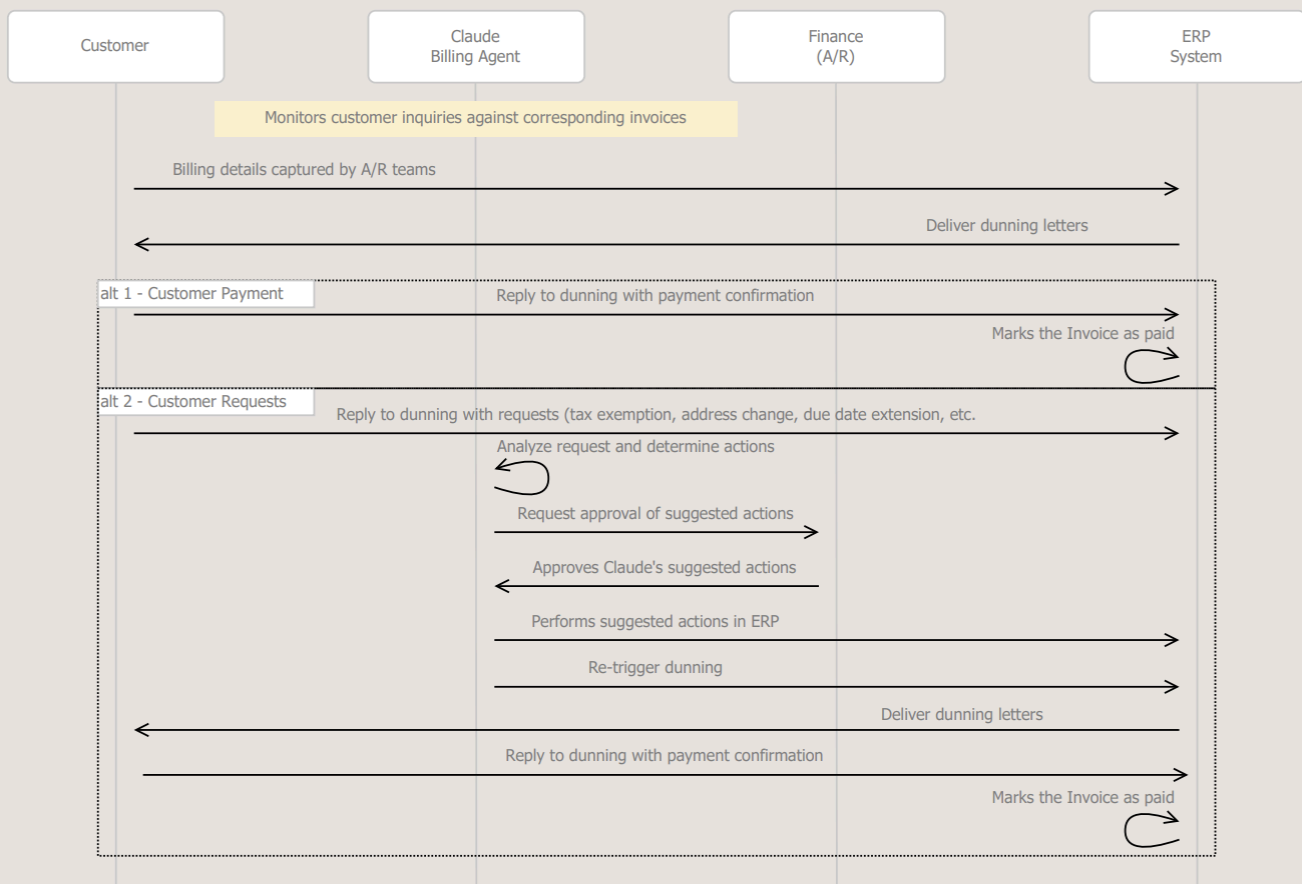 Customer
Claude
Billing Agent
Finance
(A/R)
ERP
System
Monitors customer inquiries against corresponding invoices
Billing details captured by A/R teams
Deliver dunning letters
alt 1 - Customer Payment
Reply to dunning with payment confirmation
Marks the Invoice as paid
alt 2 - Customer Requests
Reply to dunning with requests (tax exemption, address change, due date extension, etc.
Analyze request and determine actions
Request approval of suggested actions
Approves Claude's suggested actions
Performs suggested actions in ERP
Re-trigger dunning
Deliver dunning letters
Reply to dunning with payment confirmation
Marks the Invoice as paid